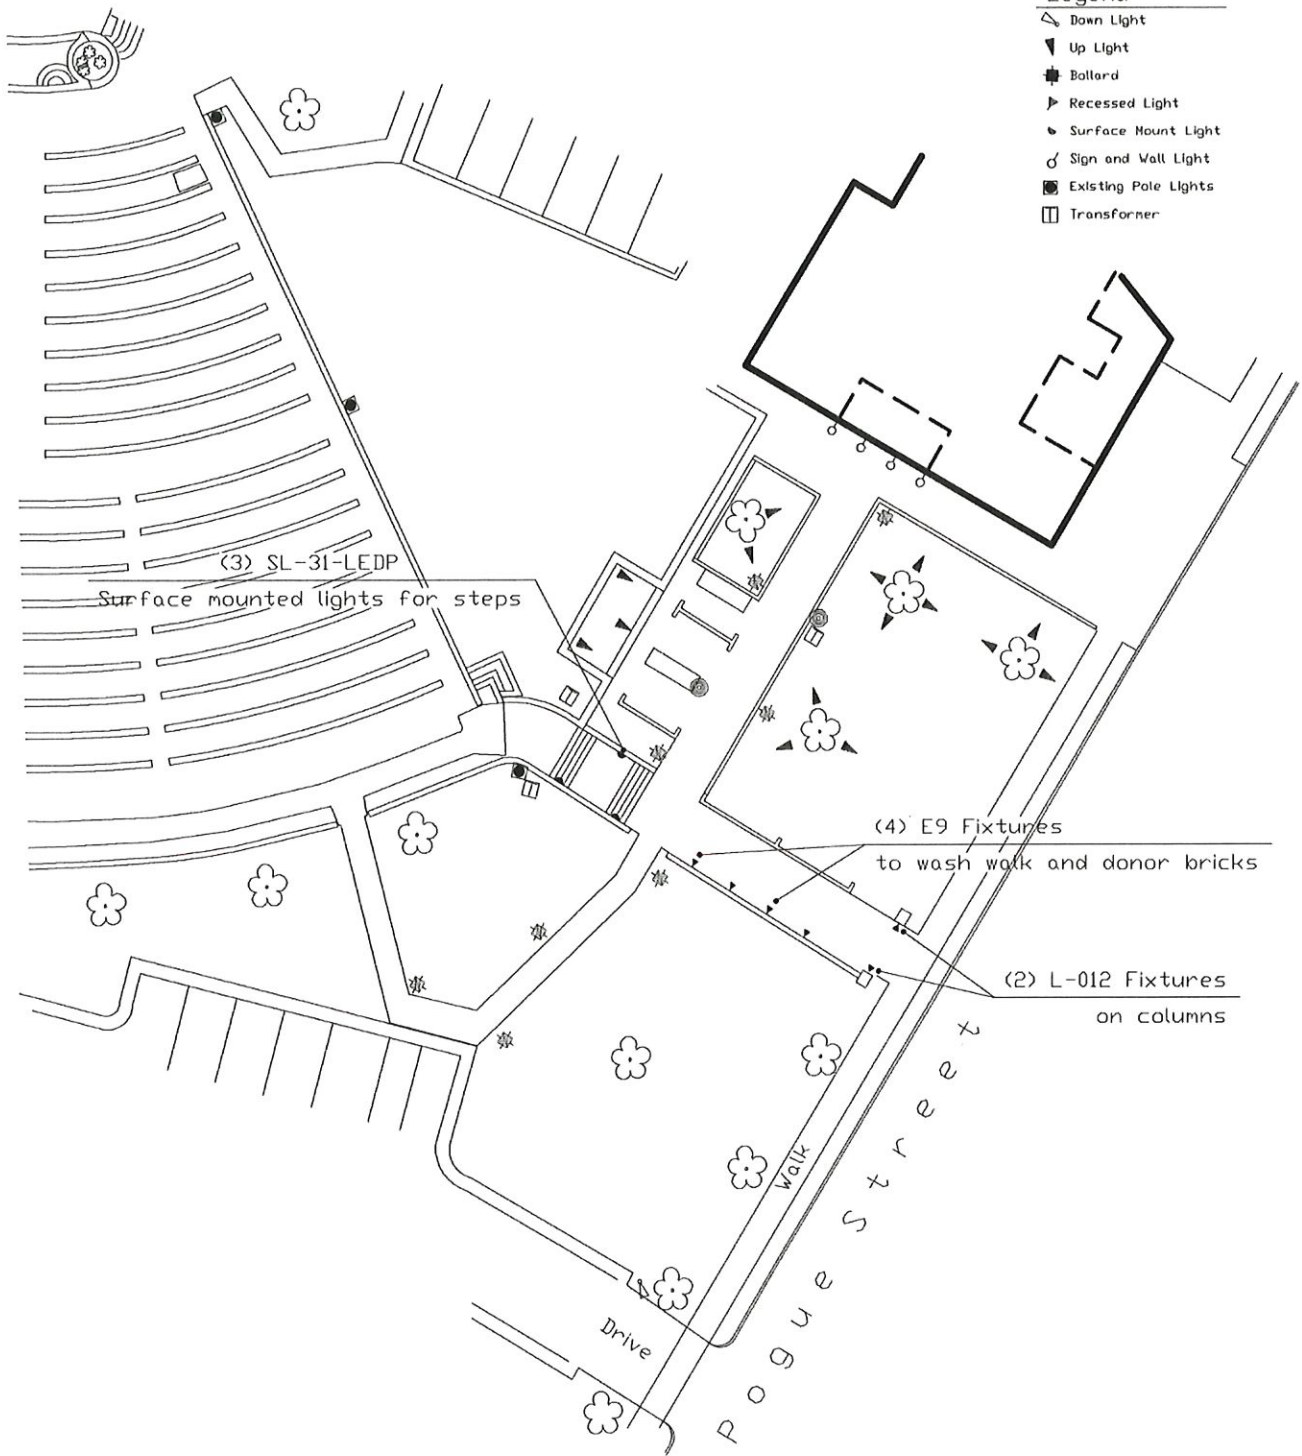 Down Light
Up Light
Bollard
Recessed Light
Surface Mount Light
Sign and Wall Light
Existing Pole Lights
Transformer
(3) SL-31-LEDP
Surface mounted lights for steps
(4) E9 Fixtures
to wash walk and donor bricks
(2) L-012 Fixtures
on columns
Walk
Pogue Street
Drive